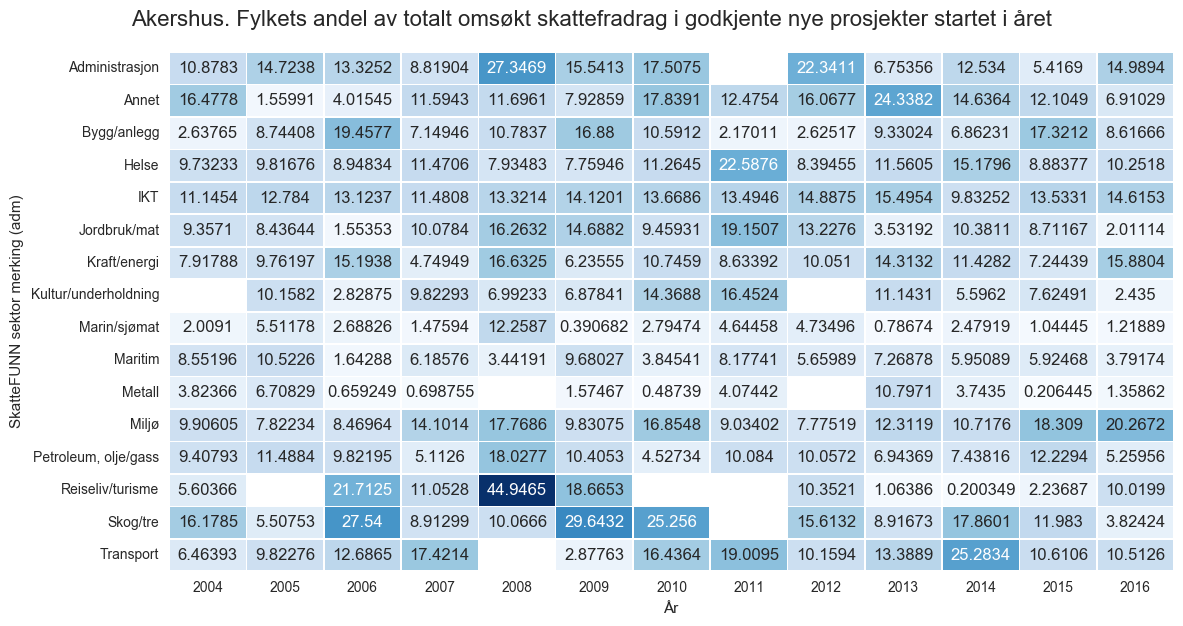 Akershus. Fylkets andel av totalt omsøkt skattefradrag i godkjente nye prosjekter startet i året
SkatteFUNN sektor merking (adm)
Administrasjon 10.8783 14.7238 13.3252 8.81904 27.3469 15.5413 17.5075 22.3411 6.75356 12.534 5.4169 14.9894
Annet 16.4778 1.55991 4.01545 11.5943 11.6961 7.92859 17.8391 12.4754 16.0677 24.3382 14.6364 12.1049 6.91029
Bygg/anlegg 2.63765 8.74408 19.4577 7.14946 10.7837 16.88 10.5912 2.17011 2.62517 9.33024 6.86231 17.3212 8.61666
Helse 9.73233 9.81676 8.94834 11.4706 7.93483 7.75946 11.2645 22.5876 8.39455 11.5605 15.1796 8.88377 10.2518
IKT 11.1454 12.784 13.1237 11.4808 13.3214 14.1201 13.6686 13.4946 14.8875 15.4954 9.83252 13.5331 14.6153
Jordbruk/mat 9.3571 8.43644 1.55353 10.0784 16.2632 14.6882 9.45931 19.1507 13.2276 3.53192 10.3811 8.71167 2.01114
Kraft/energi 7.91788 9.76197 15.1938 4.74949 16.6325 6.23555 10.7459 8.63392 10.051 14.3132 11.4282 7.24439 15.8804
Kultur/underholdning 10.1582 2.82875 9.82293 6.99233 6.87841 14.3688 16.4524 11.1431 5.5962 7.62491 2.435
Marin/sjømat 2.0091 5.51178 2.68826 1.47594 12.2587 0.390682 2.79474 4.64458 4.73496 0.78674 2.47919 1.04445 1.21889
Maritim 8.55196 10.5226 1.64288 6.18576 3.44191 9.68027 3.84541 8.17741 5.65989 7.26878 5.95089 5.92468 3.79174
Metall 3.82366 6.70829 0.659249 0.698755 1.57467 0.48739 4.07442 10.7971 3.7435 0.206445 1.35862
Miljø 9.90605 7.82234 8.46964 14.1014 17.7686 9.83075 16.8548 9.03402 7.77519 12.3119 10.7176 18.309 20.2672
Petroleum, olje/gass 9.40793 11.4884 9.82195 5.1126 18.0277 10.4053 4.52734 10.084 10.0572 6.94369 7.43816 12.2294 5.25956
Reiseliv/turisme 5.60366 21.7125 11.0528 44.9465 18.6653 10.3521 1.06386 0.200349 2.23687 10.0199
Skog/tre 16.1785 5.50753 27.54 8.91299 10.0666 29.6432 25.256 15.6132 8.91673 17.8601 11.983 3.82424
Transport 6.46393 9.82276 12.6865 17.4214 2.87763 16.4364 19.0095 10.1594 13.3889 25.2834 10.6106 10.5126
2004 2005 2006 2007 2008 2009 2010 2011 2012 2013 2014 2015 2016
År